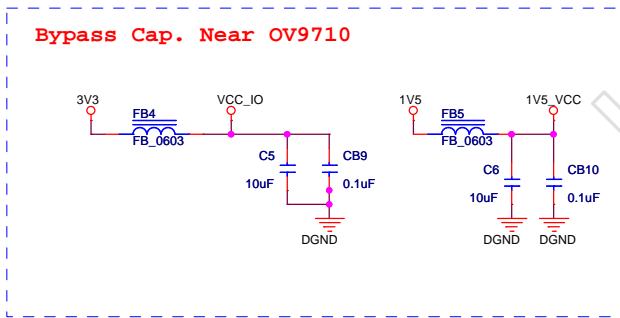 Bypass Cap. Near OV9710
3V3
VCC_IO
1V5
1V5_VCC
FB4
FB_0603
FB5
FB_0603
C5
10uF
CB9
0.1uF
C6
10uF
CB10
0.1uF
DGND
DGND
DGND